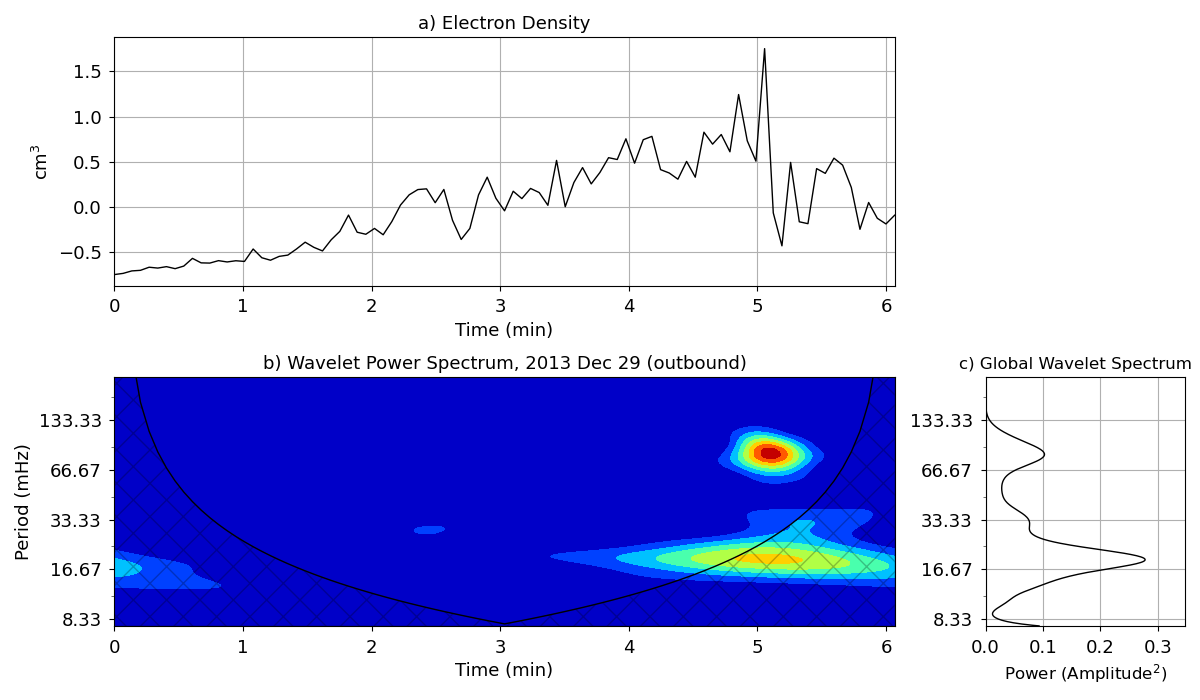 a) Electron Density
cm³
1.5
1.0
0.5
0.0
−0.5
0 1 2 3 4 5 6
Time (min)
b) Wavelet Power Spectrum, 2013 Dec 29 (outbound)
Period (mHz)
133.33
66.67
33.33
16.67
8.33
0 1 2 3 4 5 6
Time (min)
c) Global Wavelet Spectrum
133.33
66.67
33.33
16.67
8.33
0.0 0.1 0.2 0.3
Power (Amplitude²)